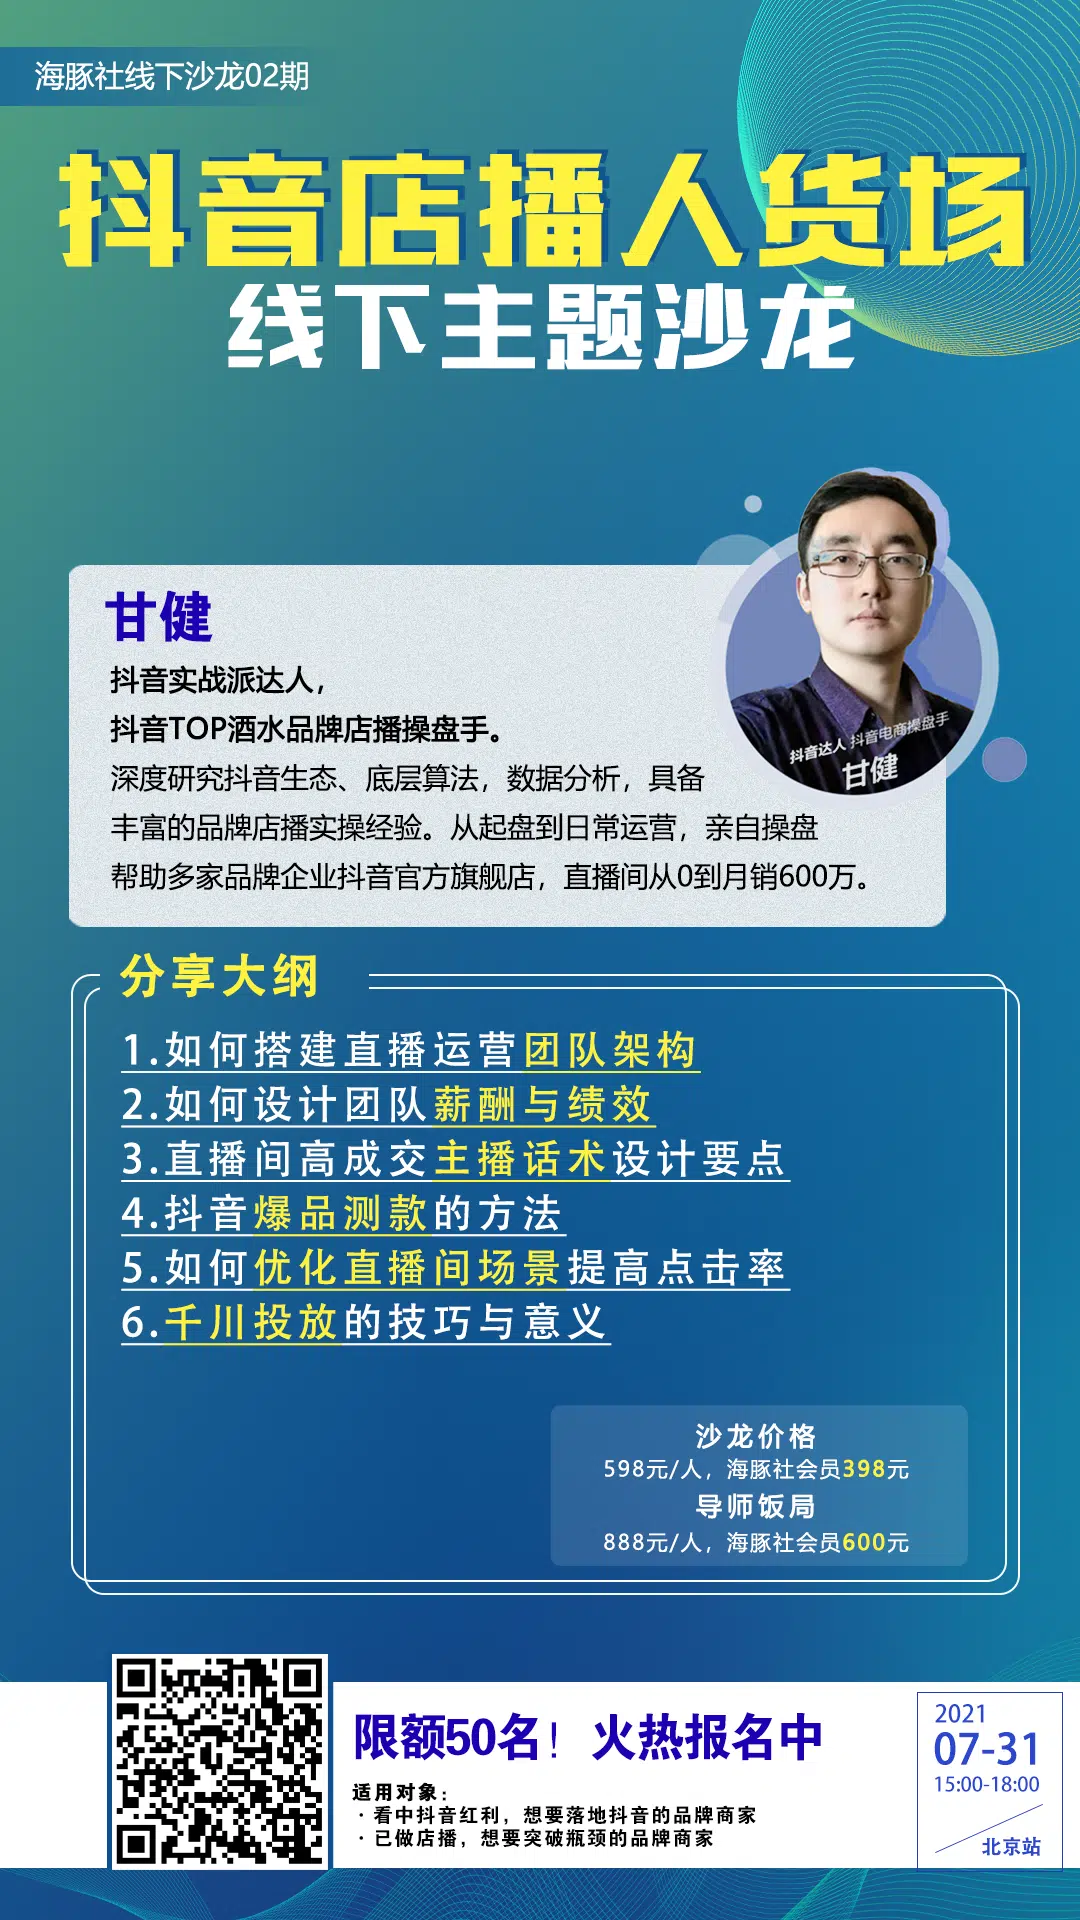 海豚社线下沙龙02期
抖音店播人货场
线下主题沙龙
甘健
抖音实战派达人，
抖音TOP酒水品牌店播操盘手。
深度研究抖音生态、底层算法，数据分析，具备
丰富的品牌店播实操经验。从起盘到日常运营，亲自操盘
帮助多家品牌企业抖音官方旗舰店，直播间从0到月销600万。
抖音达人 抖音电商操盘手
甘健
分享大纲
1.如何搭建直播运营团队架构
2.如何设计团队薪酬与绩效
3.直播间高成交主播话术设计要点
4.抖音爆品测款的方法
5.如何优化直播间场景提高点击率
6.千川投放的技巧与意义
沙龙价格
598元/人，海豚社会员398元
导师饭局
888元/人，海豚社会员600元
限额50名！火热报名中
适用对象：
·看中抖音红利，想要落地抖音的品牌商家
·已做店播，想要突破瓶颈的品牌商家
2021
07-31
15:00-18:00
北京站